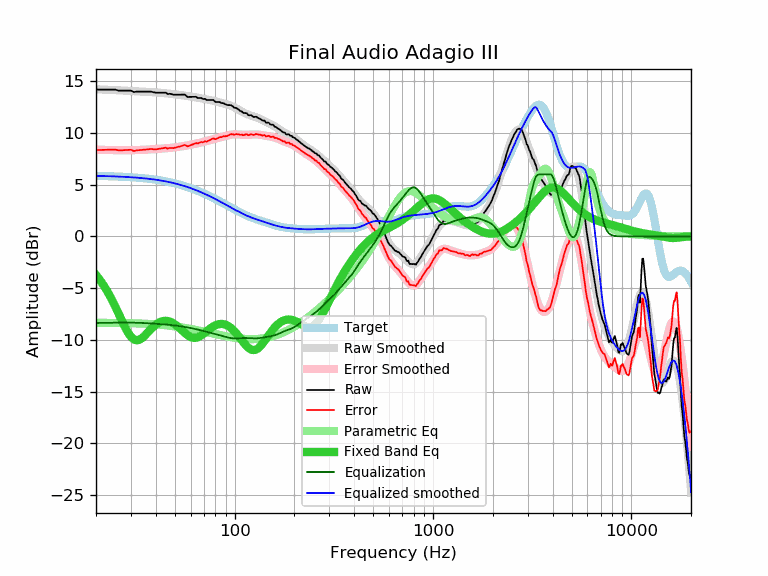 Final Audio Adagio III
15
10
5
0
−5
−10
−15
−20
−25
Amplitude (dBr)
Target
Raw Smoothed
Error Smoothed
Raw
Error
Parametric Eq
Fixed Band Eq
Equalization
Equalized smoothed
100
1000
10000
Frequency (Hz)